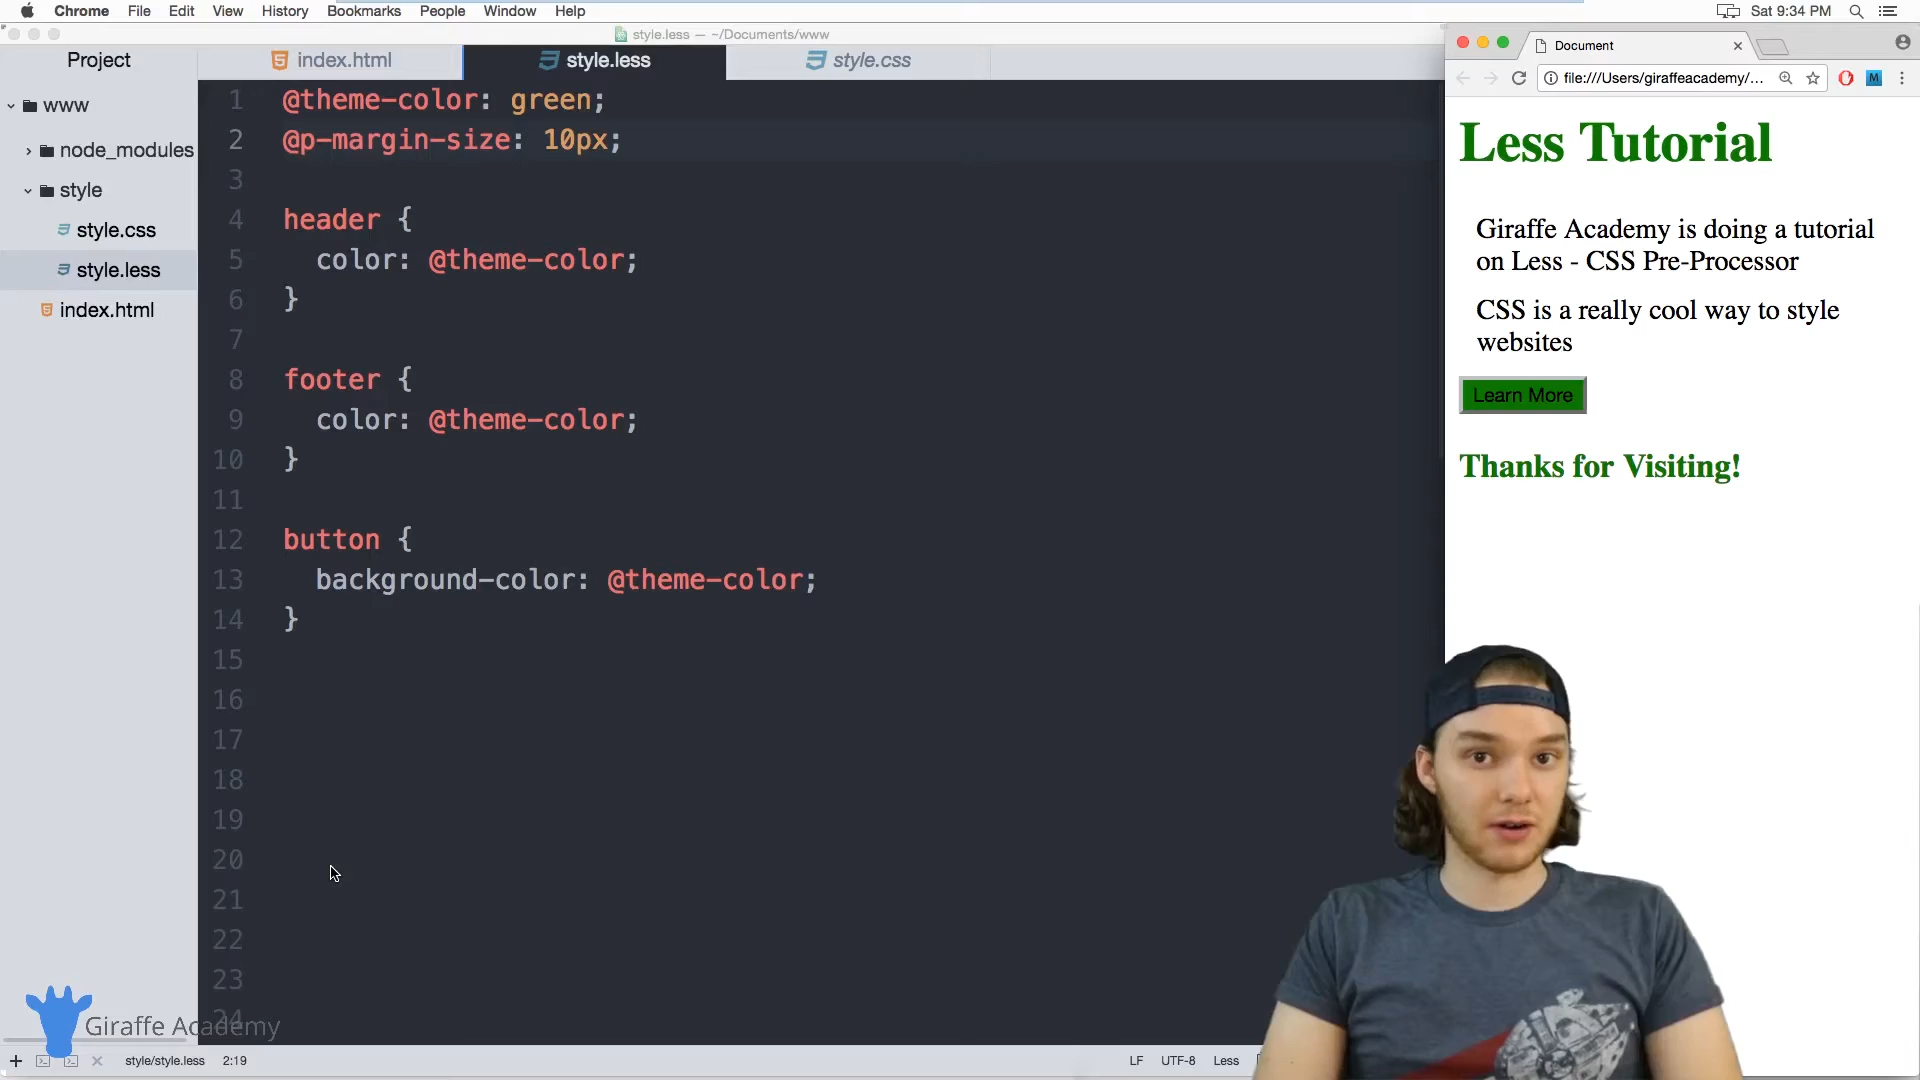 Chrome File Edit View History Bookmarks People Window Help
Sat 9:34 PM
style.less — ~/Documents/www
Project
www
node_modules
style
style.css
style.less
index.html
index.html
style.less
style.css
1 @theme-color: green;
2 @p-margin-size: 10px;
3
4 header {
5 color: @theme-color;
6 }
7
8 footer {
9 color: @theme-color;
10 }
11
12 button {
13 background-color: @theme-color;
14 }
15
16
17
18
19
20
21
22
23
24
Giraffe Academy
style/style.less 2:19
LF UTF-8 Less
Document
file:///Users/giraffeacademy/...
M
Less Tutorial
Giraffe Academy is doing a tutorial
on Less - CSS Pre-Processor
CSS is a really cool way to style
websites
Learn More
Thanks for Visiting!